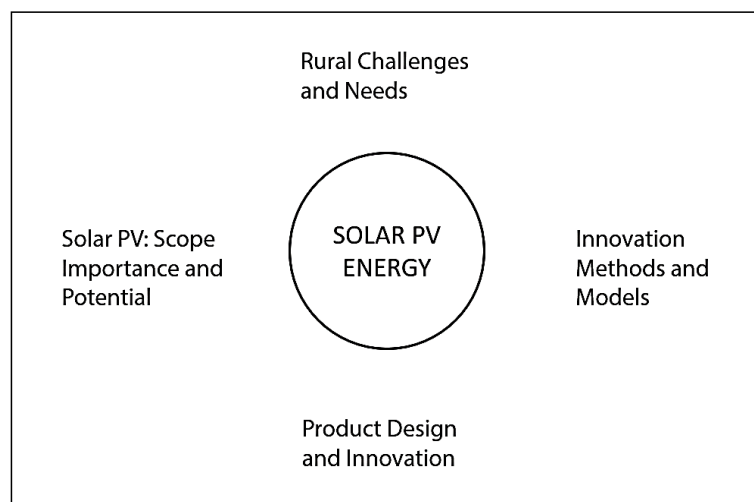 Rural Challenges
and Needs
Solar PV: Scope
Importance and
Potential
SOLAR PV
ENERGY
Innovation
Methods and
Models
Product Design
and Innovation